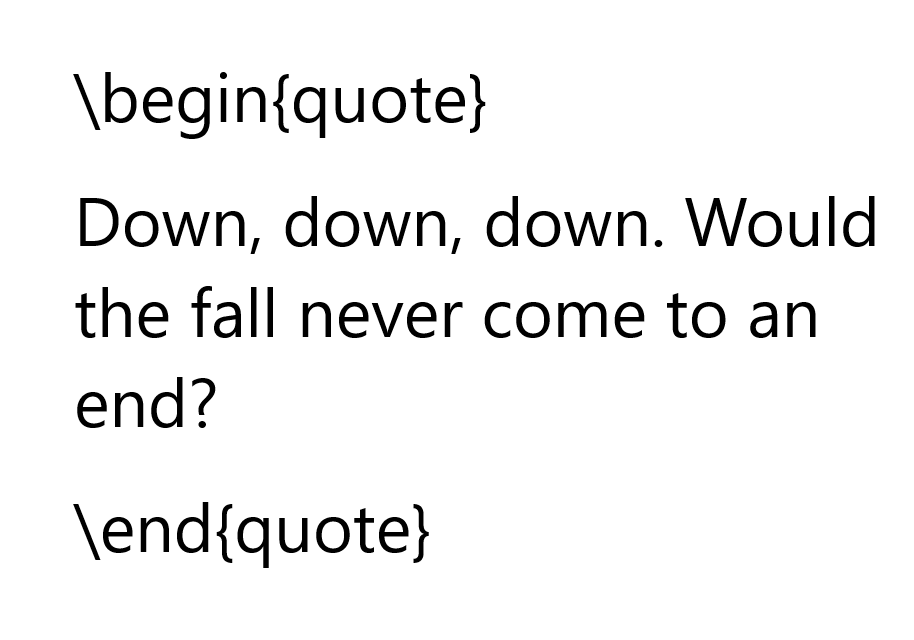 \begin{quote}
Down, down, down. Would
the fall never come to an
end?
\end{quote}